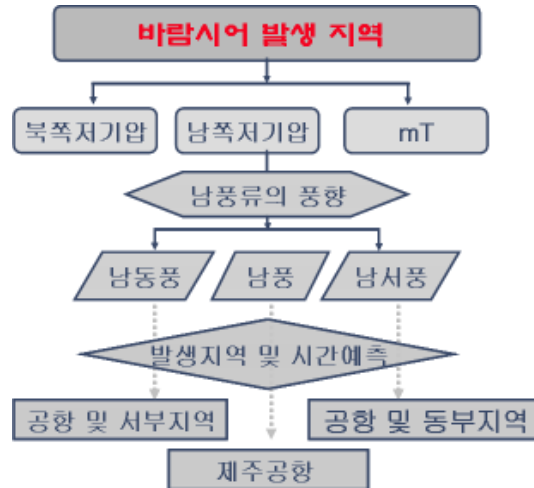 바람시어 발생 지역
북쪽저기압
남쪽저기압
mT
남풍류의 풍향
남동풍
남풍
남서풍
발생지역 및 시간예측
공항 및 서부지역
공항 및 동부지역
제주공항